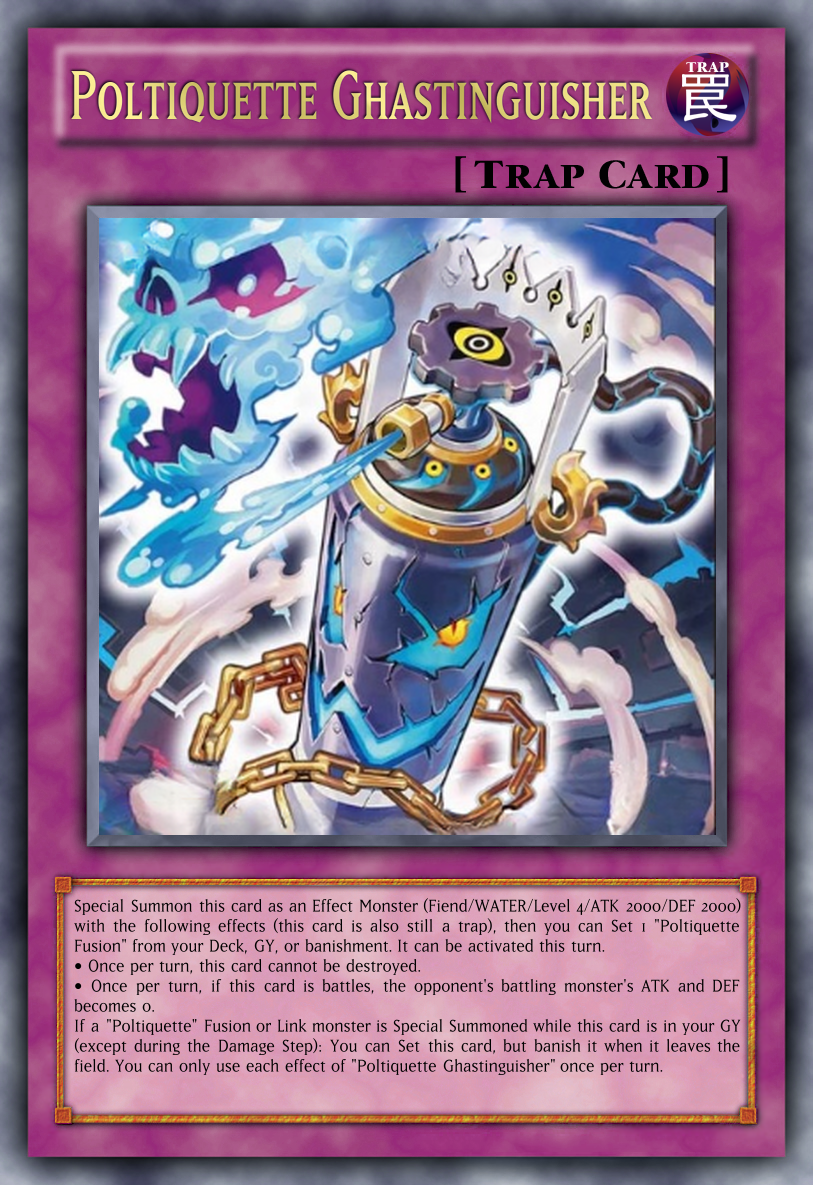 Poltiquette Ghastinguisher
TRAP
罠
[Trap Card]
Special Summon this card as an Effect Monster (Fiend/WATER/Level 4/ATK 2000/DEF 2000)
with the following effects (this card is also still a trap), then you can Set 1 "Poltiquette
Fusion" from your Deck, GY, or banishment. It can be activated this turn.
• Once per turn, this card cannot be destroyed.
• Once per turn, if this card is battles, the opponent's battling monster's ATK and DEF
becomes 0.
If a "Poltiquette" Fusion or Link monster is Special Summoned while this card is in your GY
(except during the Damage Step): You can Set this card, but banish it when it leaves the
field. You can only use each effect of "Poltiquette Ghastinguisher" once per turn.